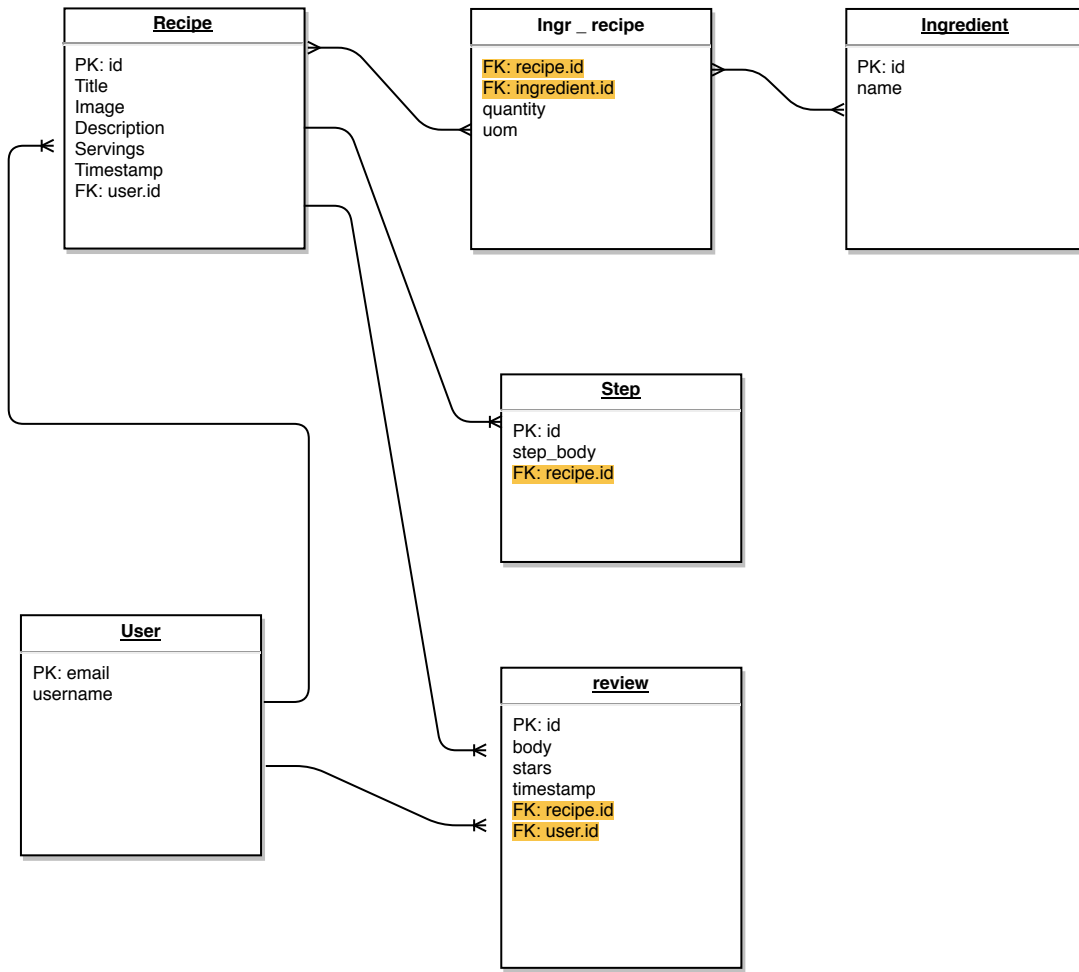 Recipe
PK: id
Title
Image
Description
Servings
Timestamp
FK: user.id
Ingr _ recipe
FK: recipe.id
FK: ingredient.id
quantity
uom
Ingredient
PK: id
name
Step
PK: id
step_body
FK: recipe.id
User
PK: email
username
review
PK: id
body
stars
timestamp
FK: recipe.id
FK: user.id